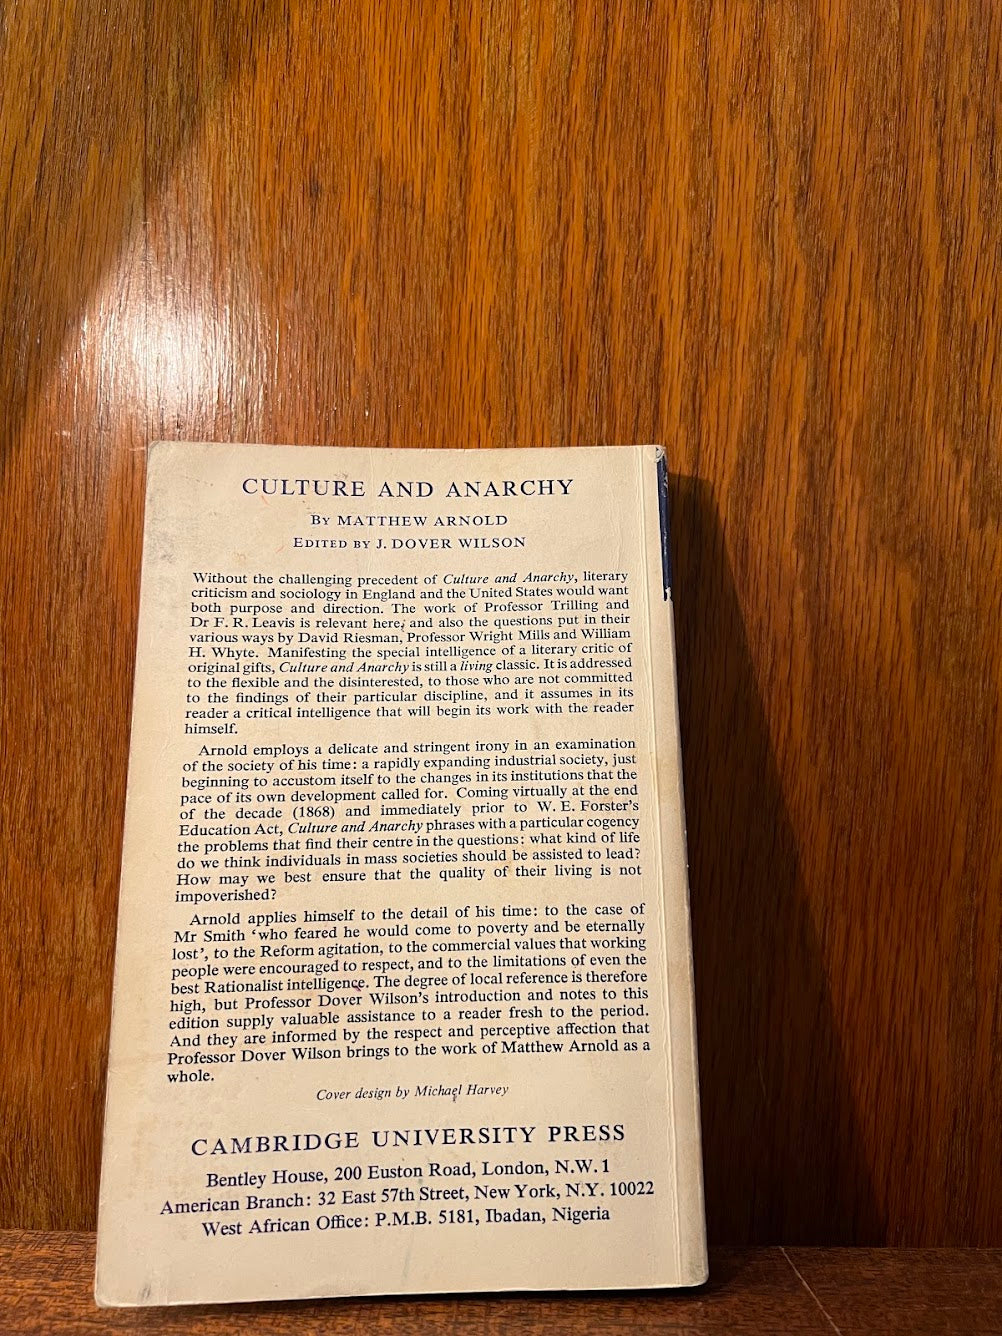 CULTURE AND ANARCHY
BY MATTHEW ARNOLD
EDITED BY J. DOVER WILSON
Without the challenging precedent of Culture and Anarchy, literary
criticism and sociology in England and the United States would want
both purpose and direction. The work of Professor Trilling and
Dr F. R. Leavis is relevant here, and also the questions put in their
various ways by David Riesman, Professor Wright Mills and William
H. Whyte. Manifesting the special intelligence of a literary critic of
original gifts, Culture and Anarchy is still a living classic. It is addressed
to the flexible and the disinterested, to those who are not committed
to the findings of their particular discipline, and it assumes in its
reader a critical intelligence that will begin its work with the reader
himself.
Arnold employs a delicate and stringent irony in an examination
of the society of his time: a rapidly expanding industrial society, just
beginning to accustom itself to the changes in its institutions that the
pace of its own development called for. Coming virtually at the end
of the decade (1868) and immediately prior to W. E. Forster's
Education Act, Culture and Anarchy phrases with a particular cogency
the problems that find their centre in the questions: what kind of life
do we think individuals in mass societies should be assisted to lead?
How may we best ensure that the quality of their living is not
impoverished?
Arnold applies himself to the detail of his time: to the case of
Mr Smith ‘who feared he would come to poverty and be eternally
lost’, to the Reform agitation, to the commercial values that working
people were encouraged to respect, and to the limitations of even the
best Rationalist intelligence. The degree of local reference is therefore
high, but Professor Dover Wilson's introduction and notes to this
edition supply valuable assistance to a reader fresh to the period.
And they are informed by the respect and perceptive affection that
Professor Dover Wilson brings to the work of Matthew Arnold as a
whole.
Cover design by Michael Harvey
CAMBRIDGE UNIVERSITY PRESS
Bentley House, 200 Euston Road, London, N.W. 1
American Branch: 32 East 57th Street, New York, N.Y. 10022
West African Office: P.M.B. 5181, Ibadan, Nigeria